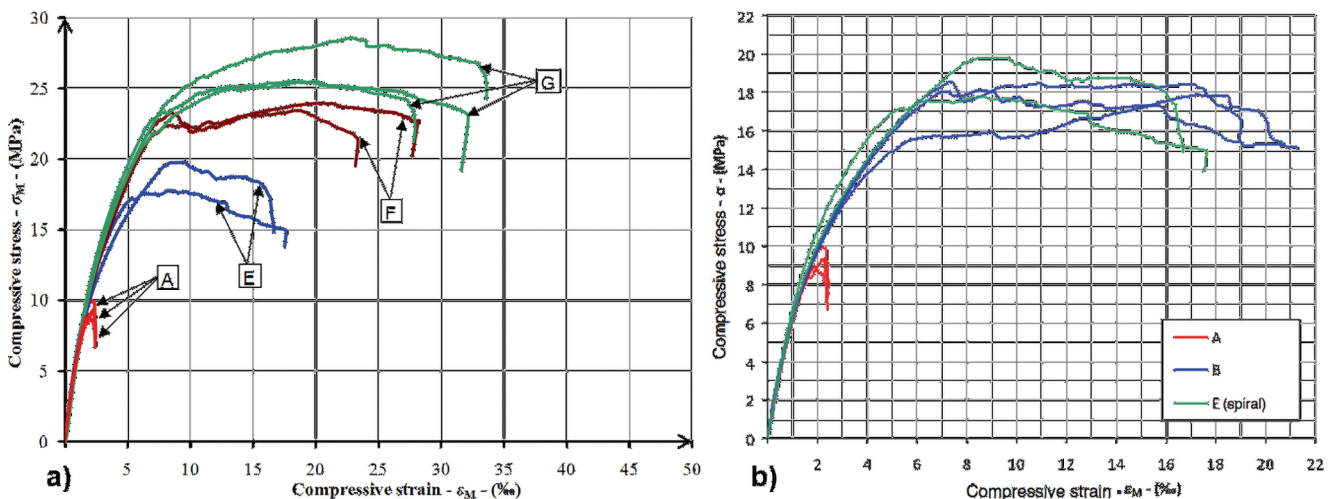 Compressive stress - σM - (MPa)
30
25
20
15
10
5
0
A
E
F
G
5 10 15 20 25 30 35 40 45 50
a)
Compressive strain - εM - (‰)
Compressive stress - σ - [MPa]
22
20
18
16
14
12
10
8
6
4
2
0
A
B
E (spiral)
2 4 6 8 10 12 14 16 18 20 22
b)
Compressive strain - εM - [‰]